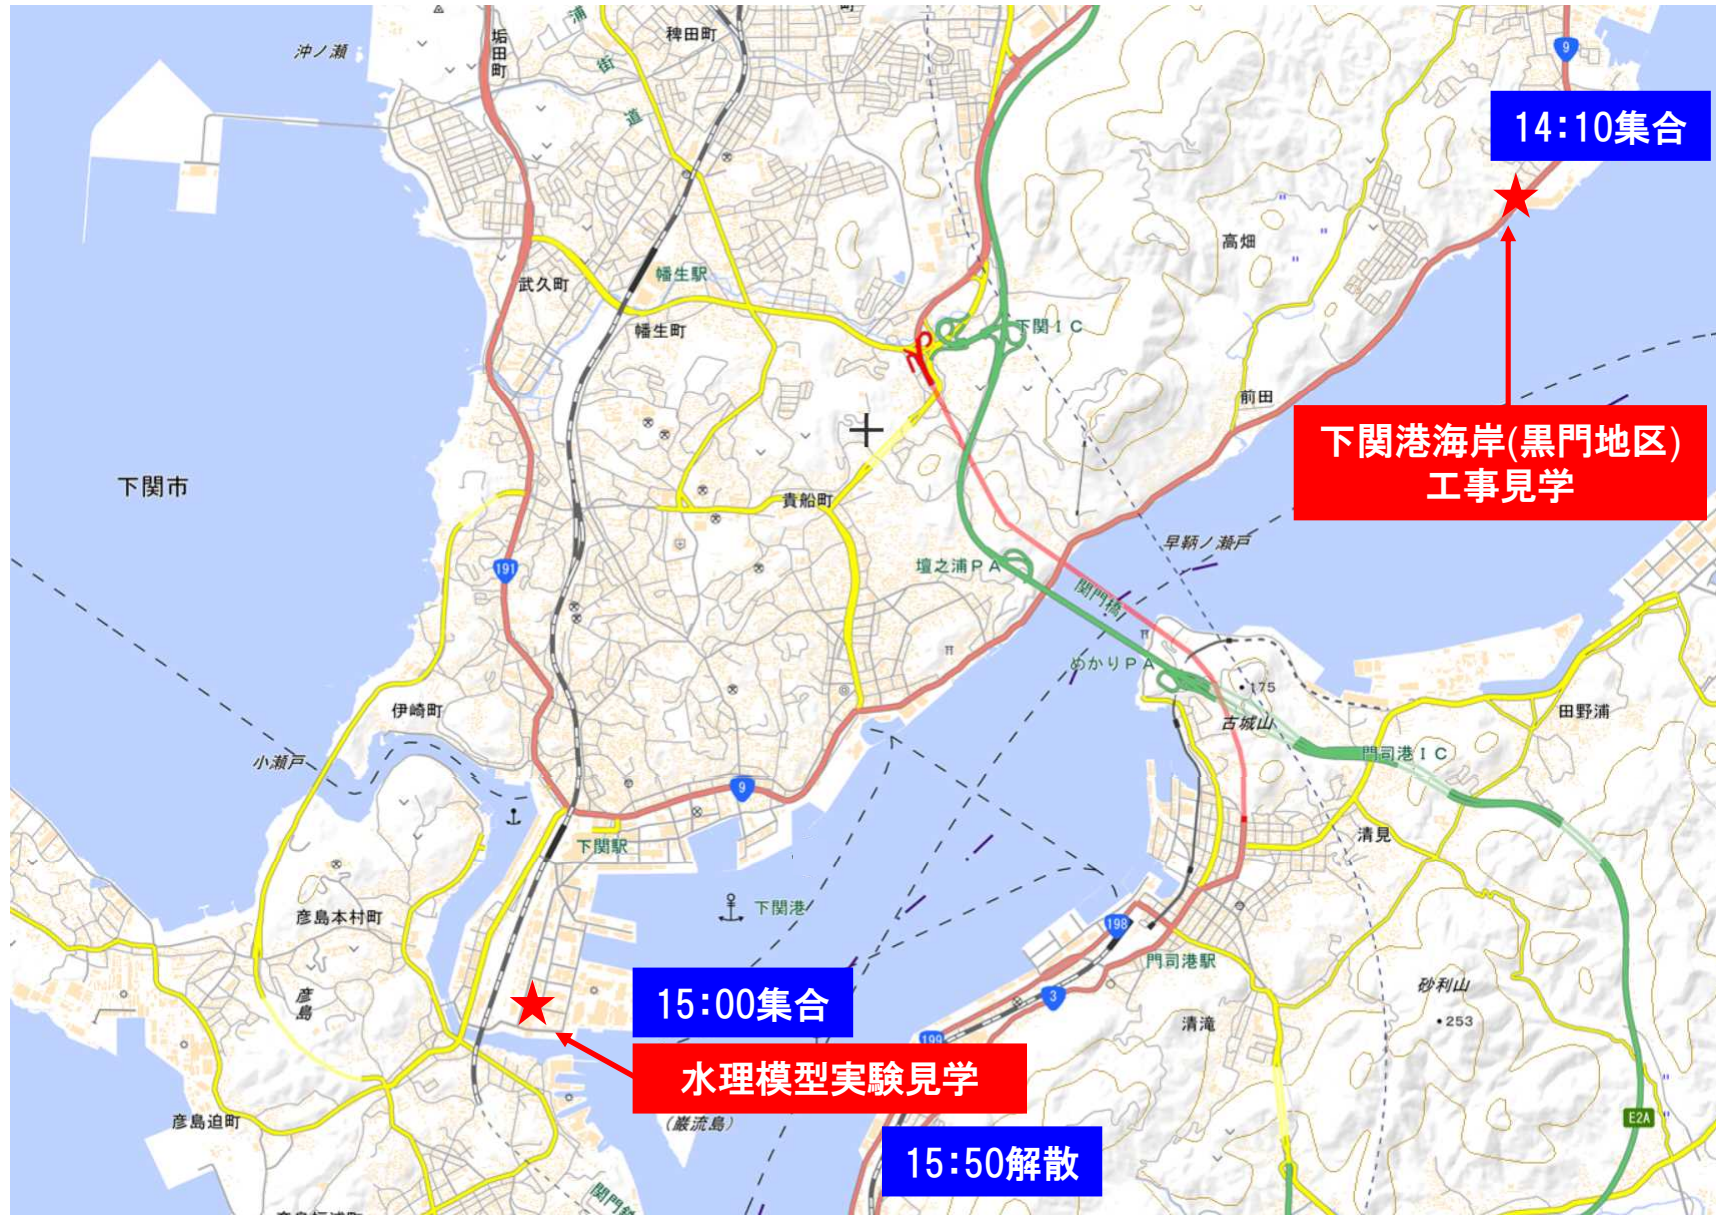 沖ノ瀬
垢田町
浦
街
道
稗田町
9
14:10集合
高畑
武久町
幡生駅
幡生町
下関IC
前田
下関港海岸(黒門地区)
工事見学
下関市
貴船町
早鞆ノ瀬戸
191
壇之浦PA
関門橋
めかりPA
175
古城山
田野浦
伊崎町
小瀬戸
門司港IC
9
下関駅
清見
彦島本村町
下関港
198
門司港駅
彦島
15:00集合
3
砂利山
253
清滝
199
水理模型実験見学
彦島迫町
(巌流島)
E2A
15:50解散